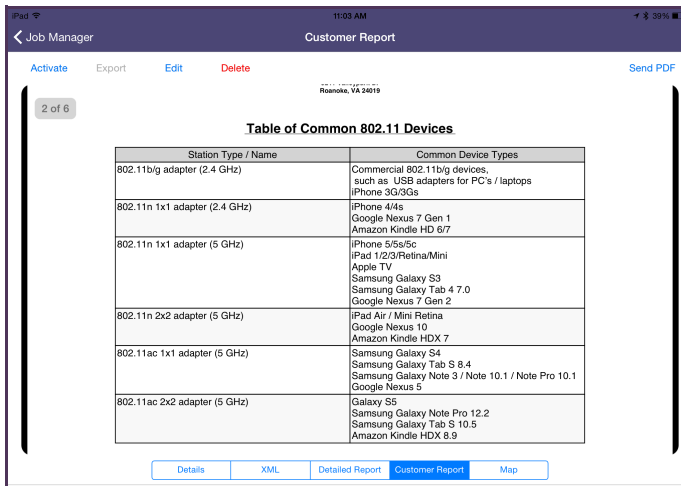 iPad 11:03 AM 39%
Job Manager Customer Report
Activate Export Edit Delete Send PDF
Roanoke, VA 24019
2 of 6
Table of Common 802.11 Devices
Station Type / Name Common Device Types
802.11b/g adapter (2.4 GHz) Commercial 802.11b/g devices,
such as USB adapters for PC's / laptops
iPhone 3G/3Gs
802.11n 1x1 adapter (2.4 GHz) iPhone 4/4s
Google Nexus 7 Gen 1
Amazon Kindle HD 6/7
802.11n 1x1 adapter (5 GHz) iPhone 5/5s/5c
iPad 1/2/3/Retina/Mini
Apple TV
Samsung Galaxy S3
Samsung Galaxy Tab 4 7.0
Google Nexus 7 Gen 2
802.11n 2x2 adapter (5 GHz) iPad Air / Mini Retina
Google Nexus 10
Amazon Kindle HDX 7
802.11ac 1x1 adapter (5 GHz) Samsung Galaxy S4
Samsung Galaxy Tab S 8.4
Samsung Galaxy Note 3 / Note 10.1 / Note Pro 10.1
Google Nexus 5
802.11ac 2x2 adapter (5 GHz) Galaxy S5
Samsung Galaxy Note Pro 12.2
Samsung Galaxy Tab S 10.5
Amazon Kindle HDX 8.9
Details XML Detailed Report Customer Report Map